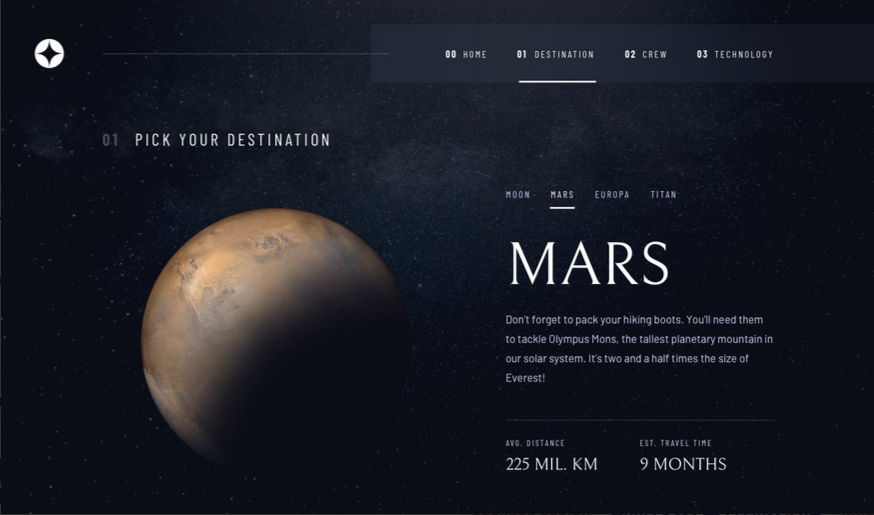 00 HOME
01 DESTINATION
02 CREW
03 TECHNOLOGY
01 PICK YOUR DESTINATION
MOON
MARS
EUROPA
TITAN
MARS
Don't forget to pack your hiking boots. You'll need them
to tackle Olympus Mons, the tallest planetary mountain in
our solar system. It's two and a half times the size of
Everest!
AVG. DISTANCE
225 MIL. KM
EST. TRAVEL TIME
9 MONTHS